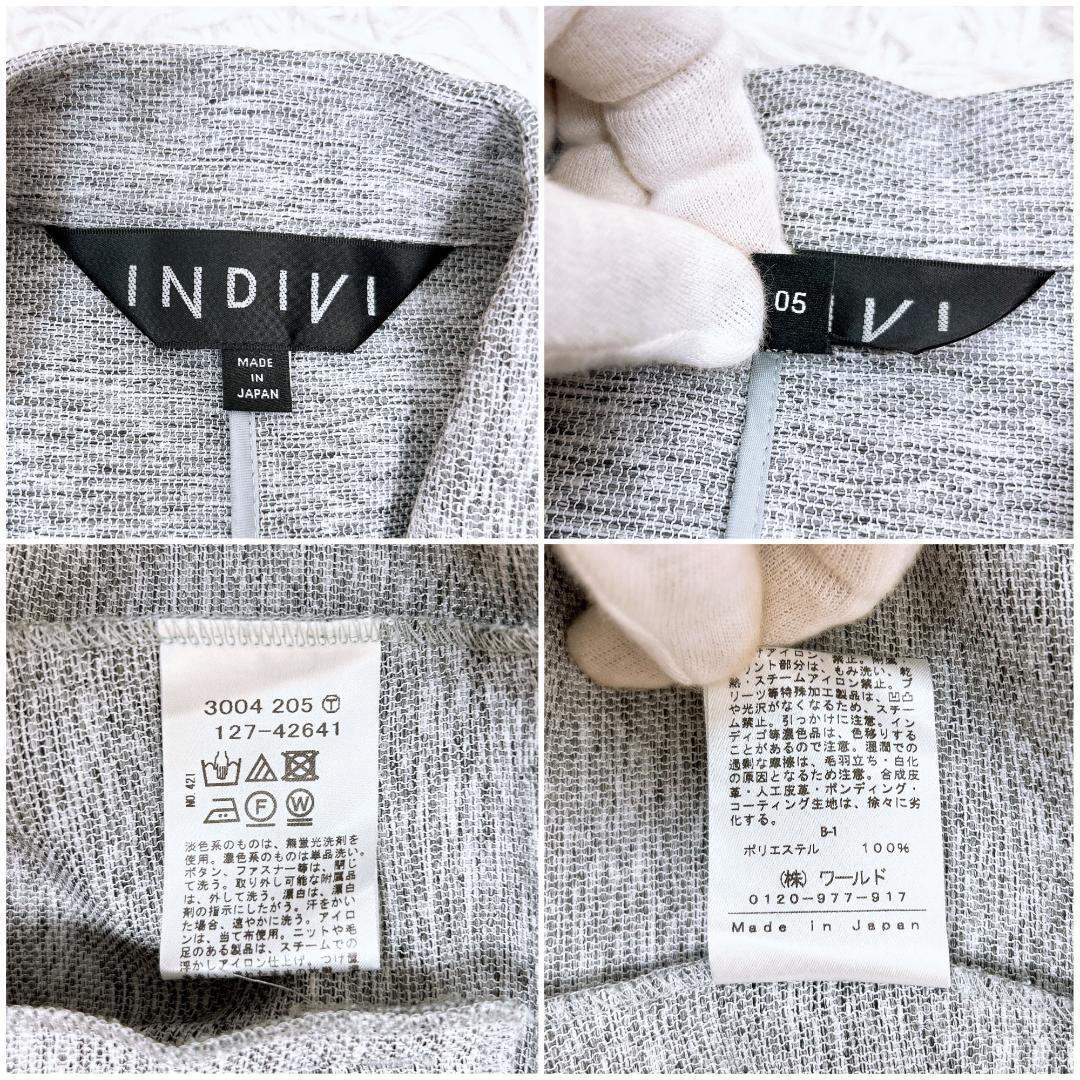 INDIVI
MADE
IN
JAPAN
05
IVI
3004 205 Ⓣ
127-42641
NO.421
F
W
淡色系のものは、無蛍光洗剤を
使用。濃色系のものは単品洗い。
ボタン、ファスナー等は、閉じ
て洗う。取り外し可能な附属品
は、外して洗う。漂白は、漂白
剤の指示にしたがう。汗をかい
た場合、速やかに洗う。アイロ
ンは、当て布使用。ニットや毛
足のある製品は、スチームでの
浮かしアイロン仕上げ。つけ置
リント部分は、もみ洗い、乾
熱・スチームアイロン禁止。プ
リーツ等特殊加工製品は、凹凸
や光沢がなくなるため、スチー
ム禁止。引っかけに注意。イン
ディゴ等濃色品は、色移りする
ことがあるので注意。湿潤での
過剰な摩擦は、毛羽立ち・白化
の原因となるため注意。合成皮
革・人工皮革・ボンディング・
コーティング生地は、徐々に劣
化する。
B-1
ポリエステル 100%
(株) ワールド
0120-977-917
Made in Japan